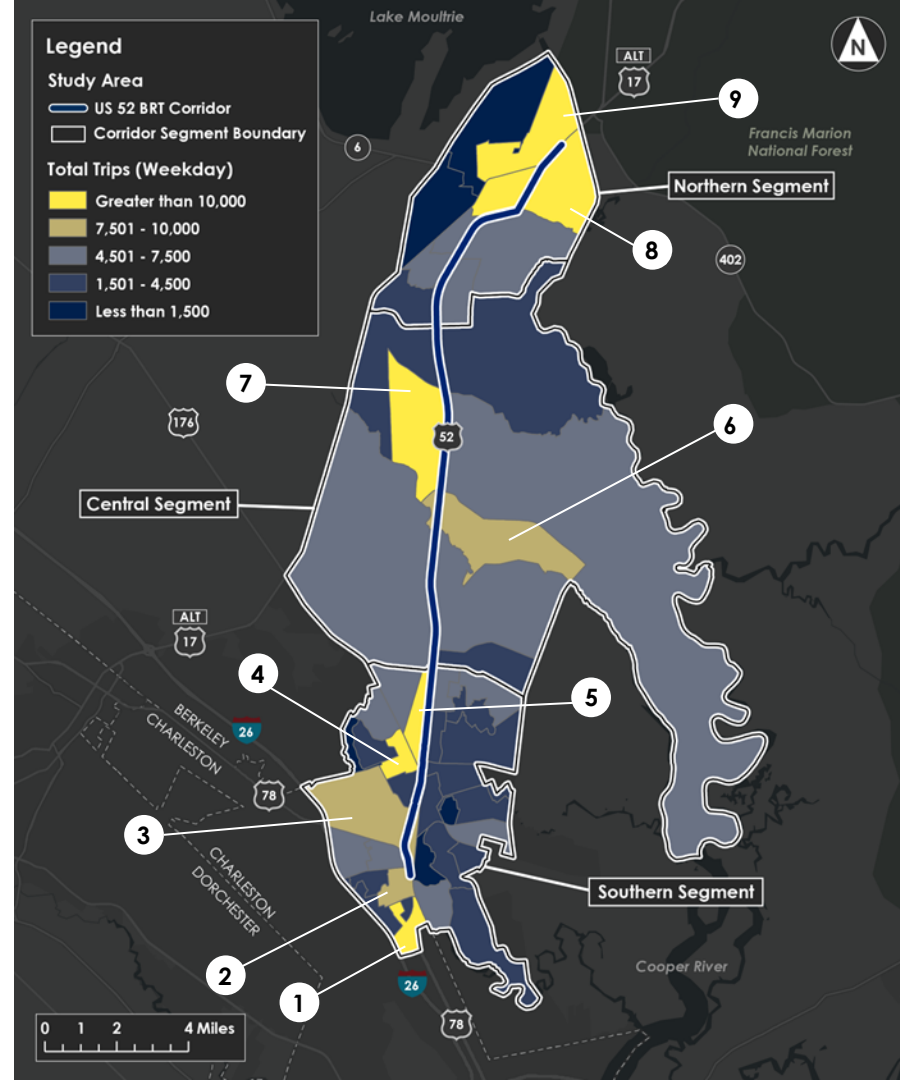 Lake Moultrie
Legend
Study Area
US 52 BRT Corridor
Corridor Segment Boundary
Total Trips (Weekday)
Greater than 10,000
7,501 - 10,000
4,501 - 7,500
1,501 - 4,500
Less than 1,500
N
ALT
17
9
6
Francis Marion
National Forest
Northern Segment
8
402
7
176
52
6
Central Segment
ALT
17
4
5
BERKELEY
CHARLESTON
26
78
3
CHARLESTON
DORCHESTER
Southern Segment
2
1
26
Cooper River
78
0 1 2 4 Miles